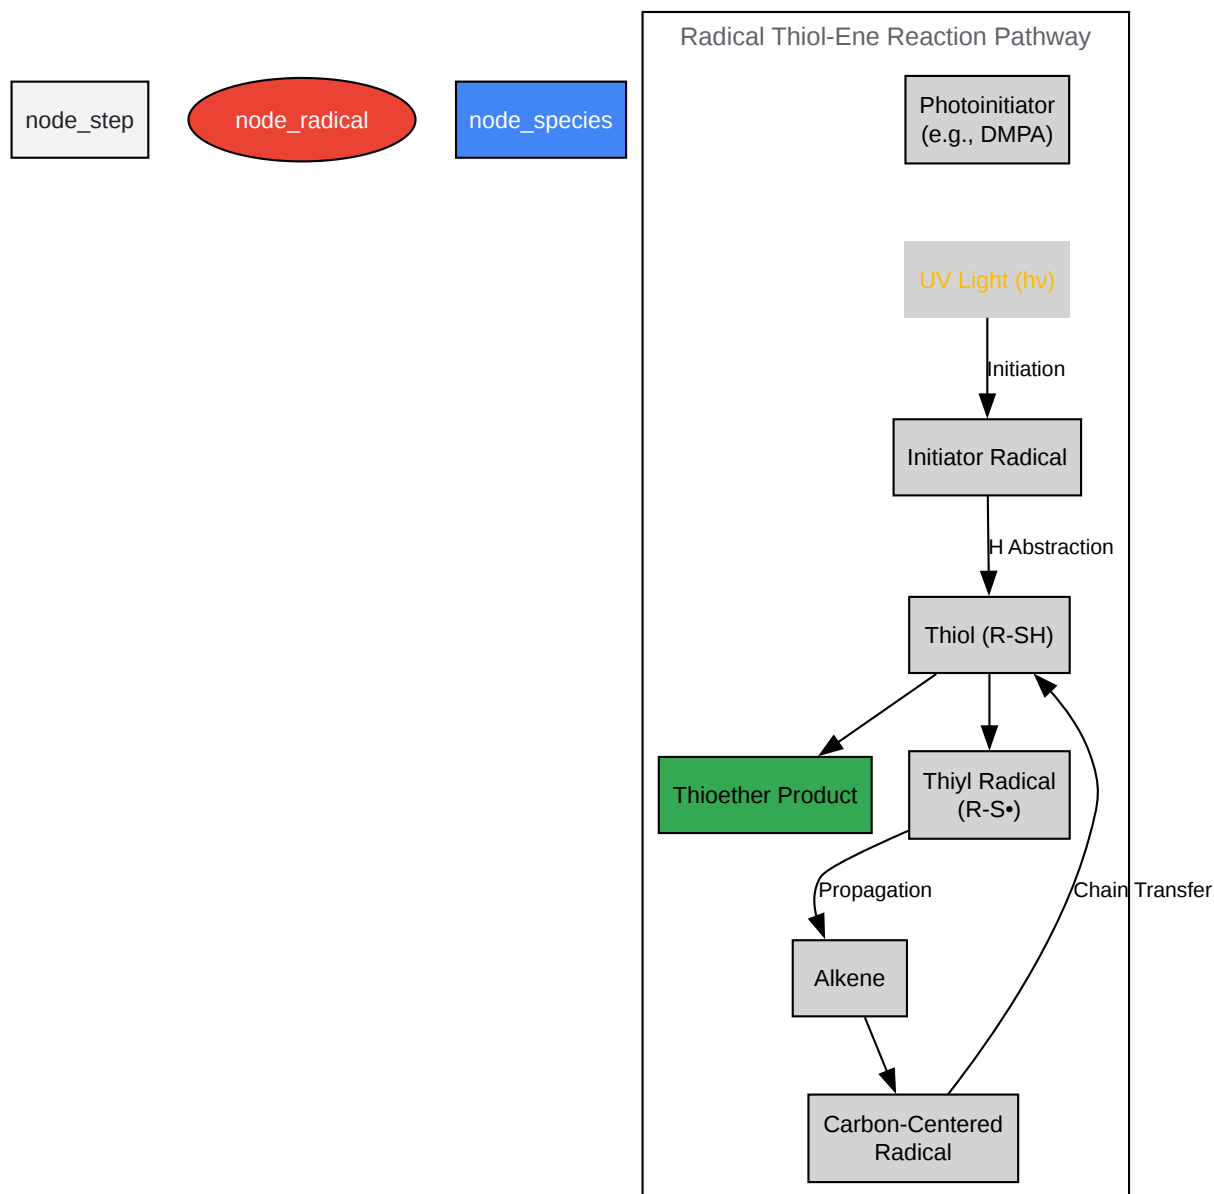 Radical Thiol-Ene Reaction Pathway
node_step
node_radical
node_species
Photoinitiator
(e.g., DMPA)
UV Light (hν)
Initiation
Initiator Radical
H Abstraction
Thiol (R-SH)
Thioether Product
Thiyl Radical
(R-S•)
Propagation
Chain Transfer
Alkene
Carbon-Centered
Radical